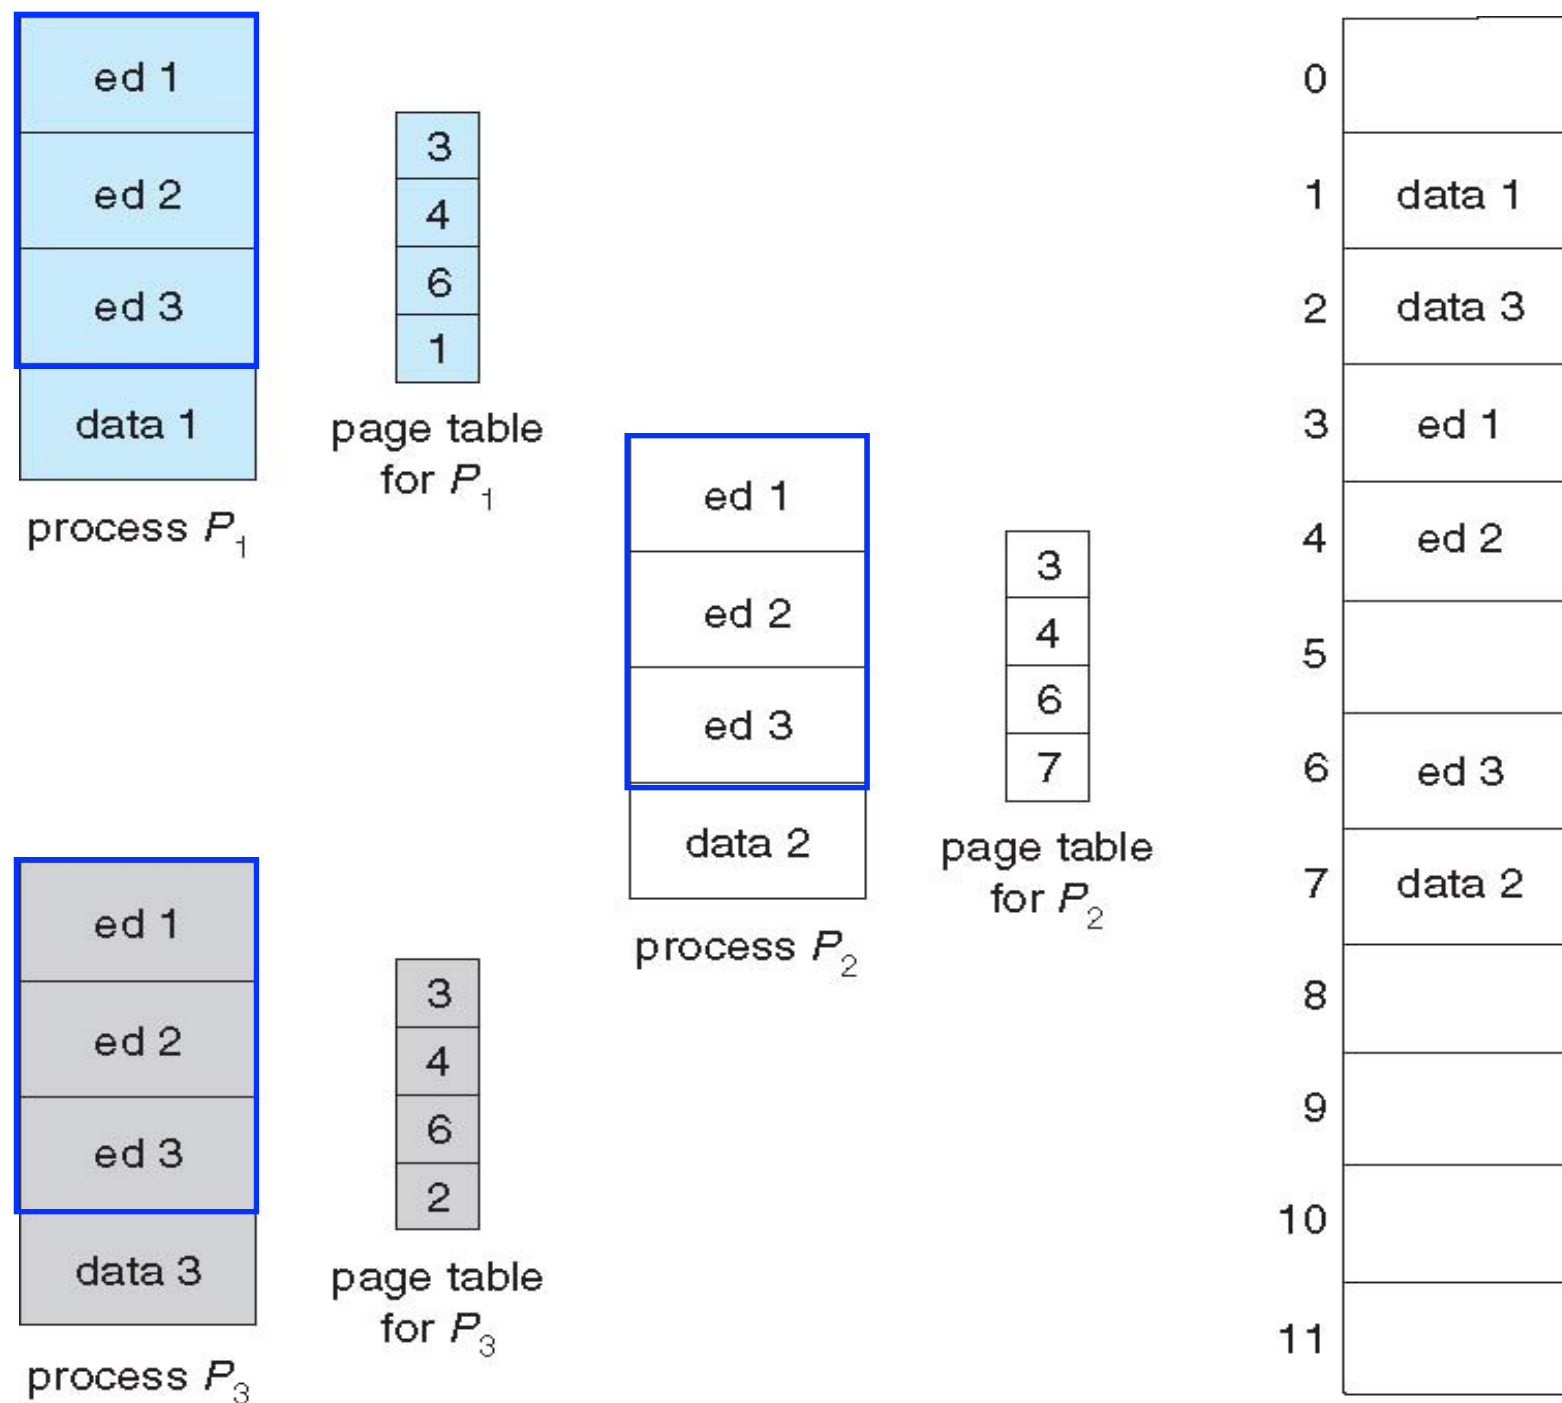 ed 1
ed 2
ed 3
data 1
process P1
3
4
6
1
page table
for P1
ed 1
ed 2
ed 3
data 2
process P2
3
4
6
7
page table
for P2
ed 1
ed 2
ed 3
data 3
process P3
3
4
6
2
page table
for P3
0
1 data 1
2 data 3
3 ed 1
4 ed 2
5
6 ed 3
7 data 2
8
9
10
11